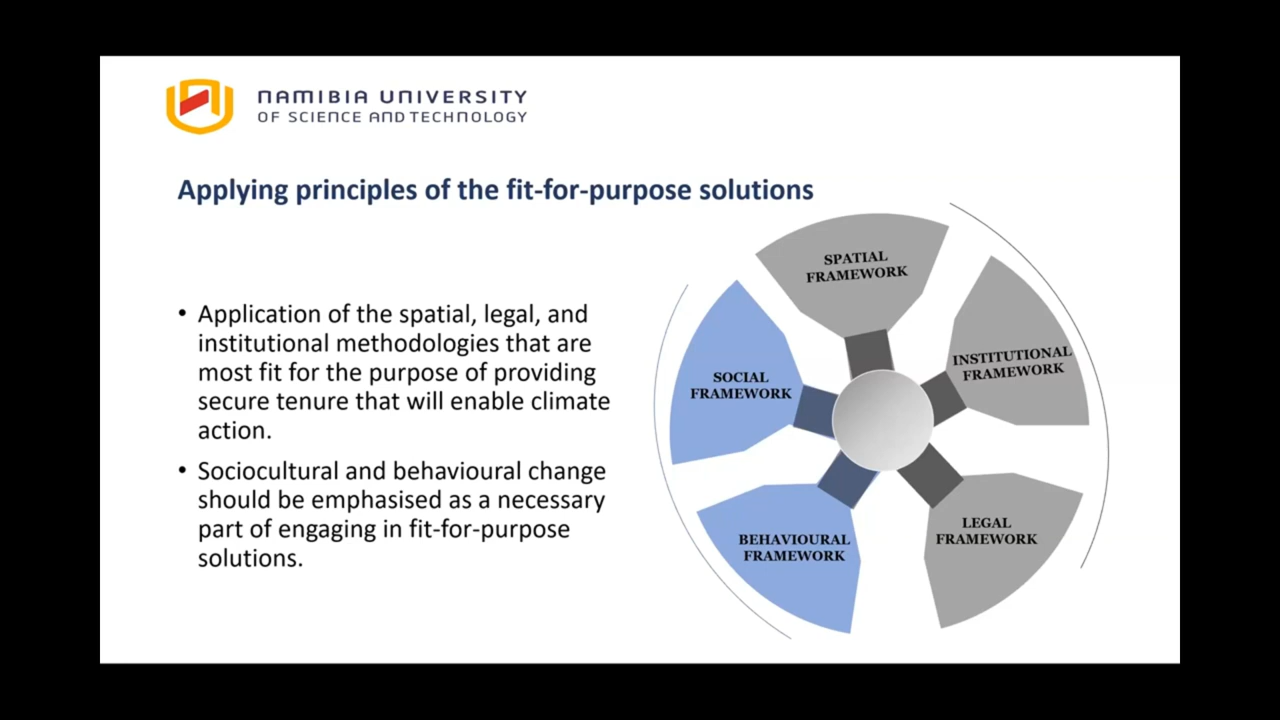 NAMIBIA UNIVERSITY
OF SCIENCE AND TECHNOLOGY
Applying principles of the fit-for-purpose solutions
• Application of the spatial, legal, and
institutional methodologies that are
most fit for the purpose of providing
secure tenure that will enable climate
action.
• Sociocultural and behavioural change
should be emphasised as a necessary
part of engaging in fit-for-purpose
solutions.
SPATIAL
FRAMEWORK
INSTITUTIONAL
FRAMEWORK
LEGAL
FRAMEWORK
BEHAVIOURAL
FRAMEWORK
SOCIAL
FRAMEWORK